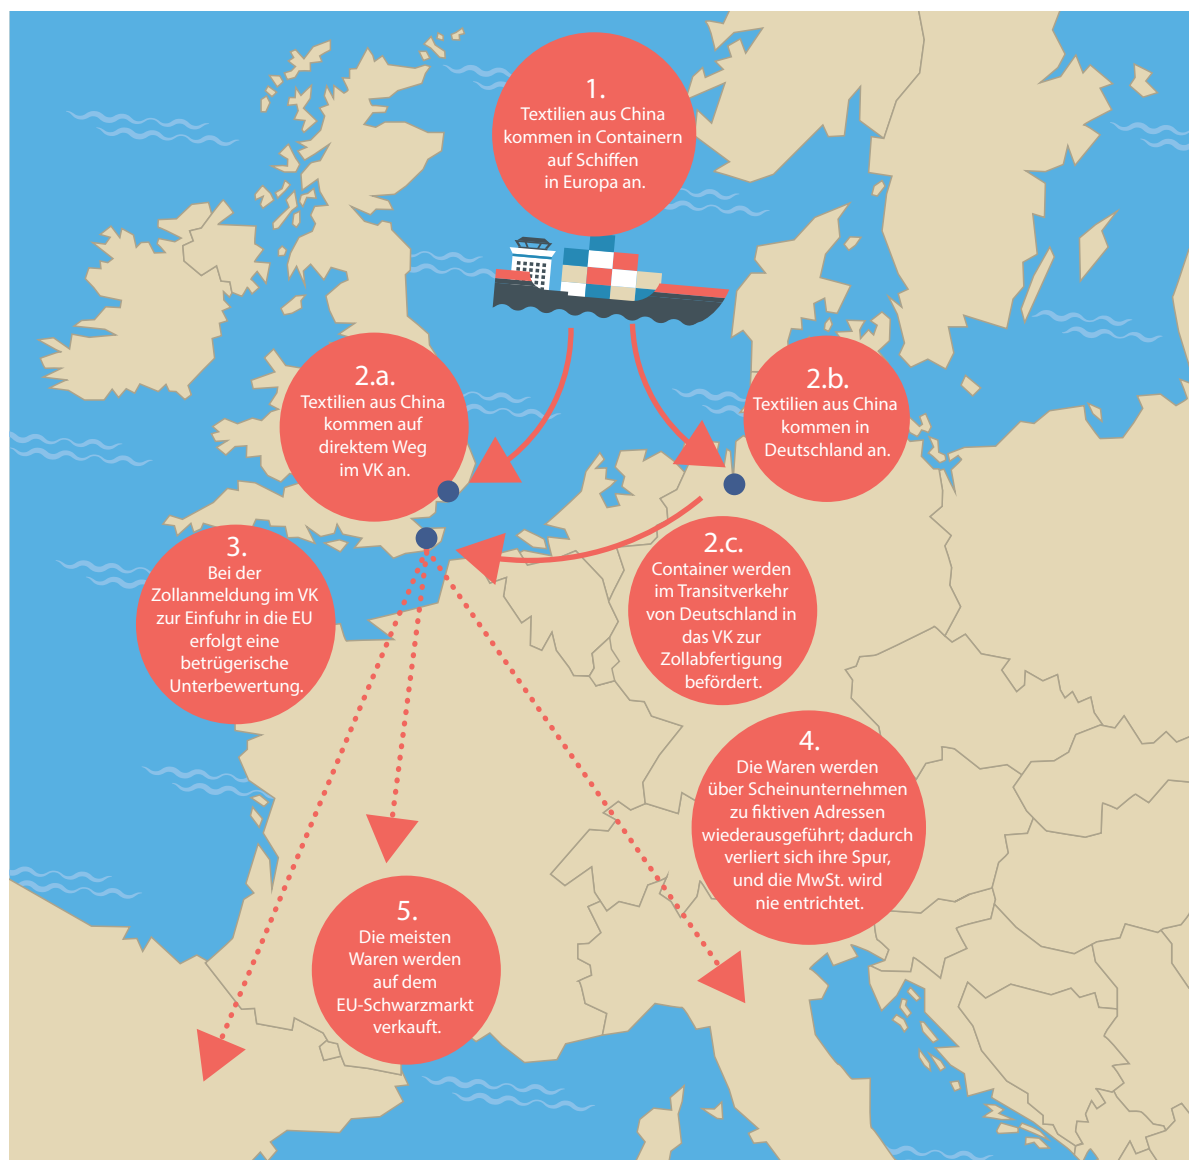 1.
Textilien aus China
kommen in Containern
auf Schiffen
in Europa an.
2.a.
Textilien aus China
kommen auf
direktem Weg
im VK an.
2.b.
Textilien aus China
kommen in
Deutschland an.
2.c.
Container werden
im Transitverkehr
von Deutschland in
das VK zur
Zollabfertigung
befördert.
3.
Bei der
Zollanmeldung im VK
zur Einfuhr in die EU
erfolgt eine
betrügerische
Unterbewertung.
4.
Die Waren werden
über Scheinunternehmen
zu fiktiven Adressen
wiederausgeführt; dadurch
verliert sich ihre Spur,
und die MwSt. wird
nie entrichtet.
5.
Die meisten
Waren werden
auf dem
EU-Schwarzmarkt
verkauft.